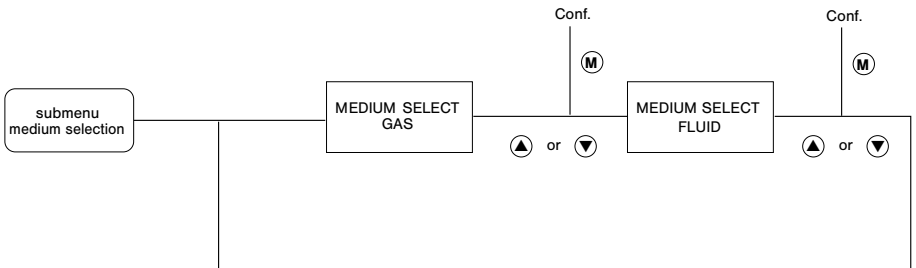 Conf.
Conf.
M
M
submenu
medium selection
MEDIUM SELECT
GAS
MEDIUM SELECT
FLUID
▲ or ▼
▲ or ▼